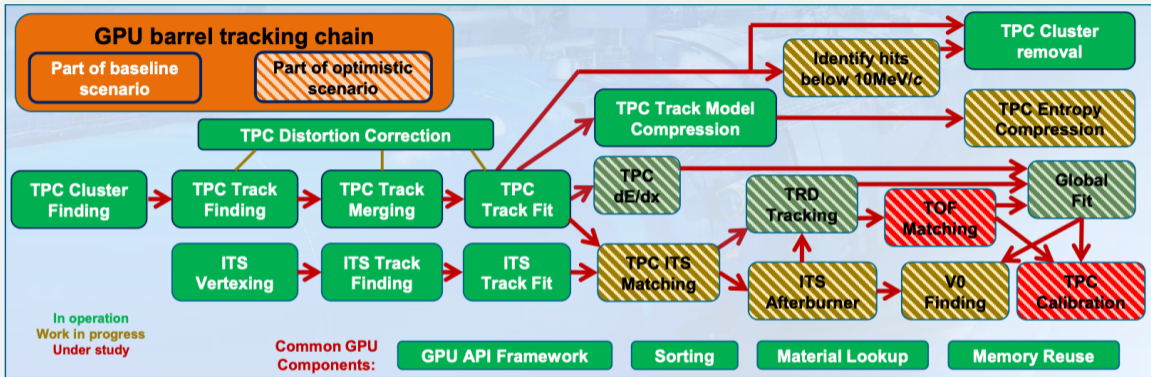 GPU barrel tracking chain
Part of baseline
scenario
Part of optimistic
scenario
TPC Cluster
removal
Identify hits
below 10MeV/c
TPC Track Model
Compression
TPC Entropy
Compression
TPC Distortion Correction
TPC Cluster
Finding
TPC Track
Finding
TPC Track
Merging
TPC
Track Fit
TPC
dE/dx
TRD
Tracking
TOF
Matching
Global
Fit
ITS
Vertexing
ITS Track
Finding
ITS
Track Fit
TPC ITS
Matching
ITS
Afterburner
V0
Finding
TPC
Calibration
In operation
Work in progress
Under study
Common GPU
Components:
GPU API Framework
Sorting
Material Lookup
Memory Reuse